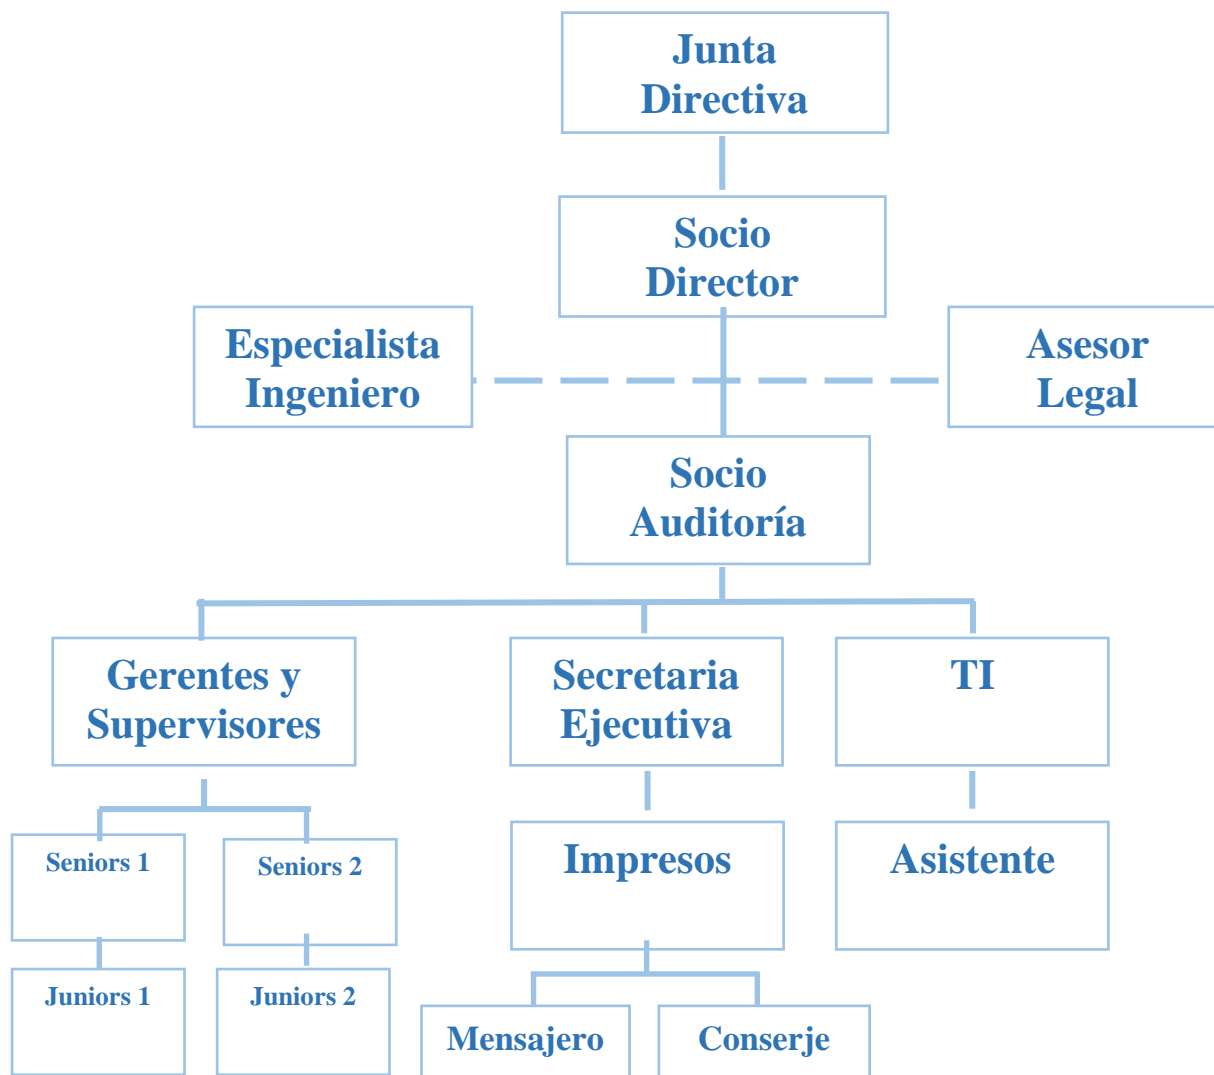 Junta
Directiva
Socio
Director
Especialista
Ingeniero
Asesor
Legal
Socio
Auditoría
Gerentes y
Supervisores
Secretaria
Ejecutiva
TI
Seniors 1
Seniors 2
Impresos
Asistente
Juniors 1
Juniors 2
Mensajero
Conserje